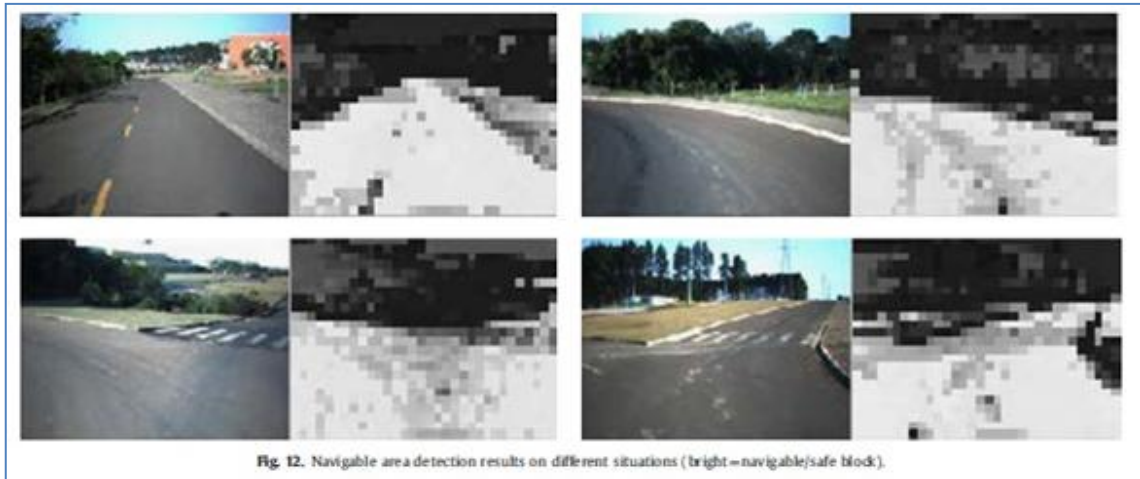 Fig. 12. Navigable area detection results on different situations (bright=navigable/safe block).